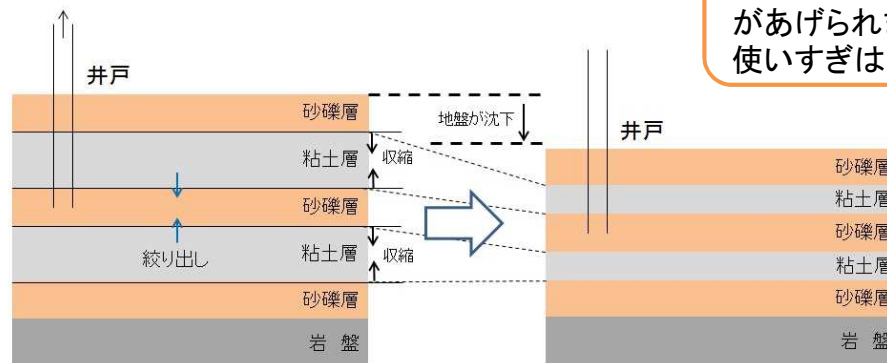 があげられ
使いすぎは
井戸
砂礫層
地盤が沈下
井戸
粘土層
収縮
砂礫層
絞り出し
粘土層
収縮
砂礫層
岩 盤
砂礫層
粘土層
砂礫層
粘土層
砂礫層
岩 盤